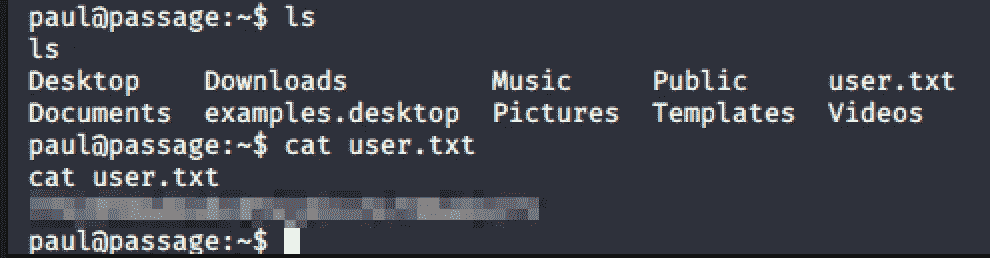 paul@passage:~$ ls
ls
Desktop Downloads Music Public user.txt
Documents examples.desktop Pictures Templates Videos
paul@passage:~$ cat user.txt
cat user.txt
paul@passage:~$